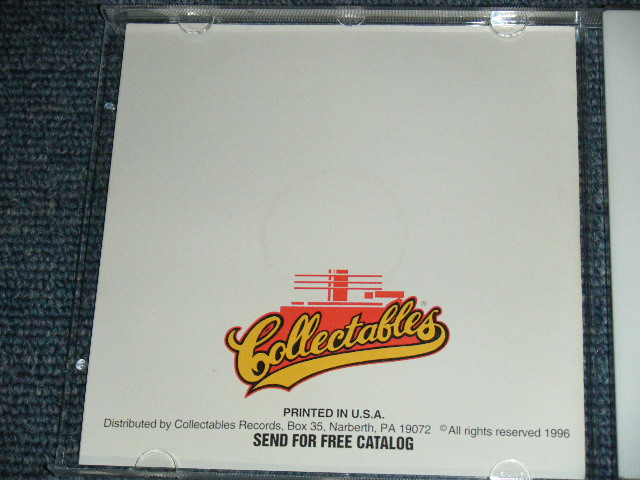 Collectables®
PRINTED IN U.S.A.
Distributed by Collectables Records, Box 35, Narberth, PA 19072 ©All rights reserved 1996
SEND FOR FREE CATALOG